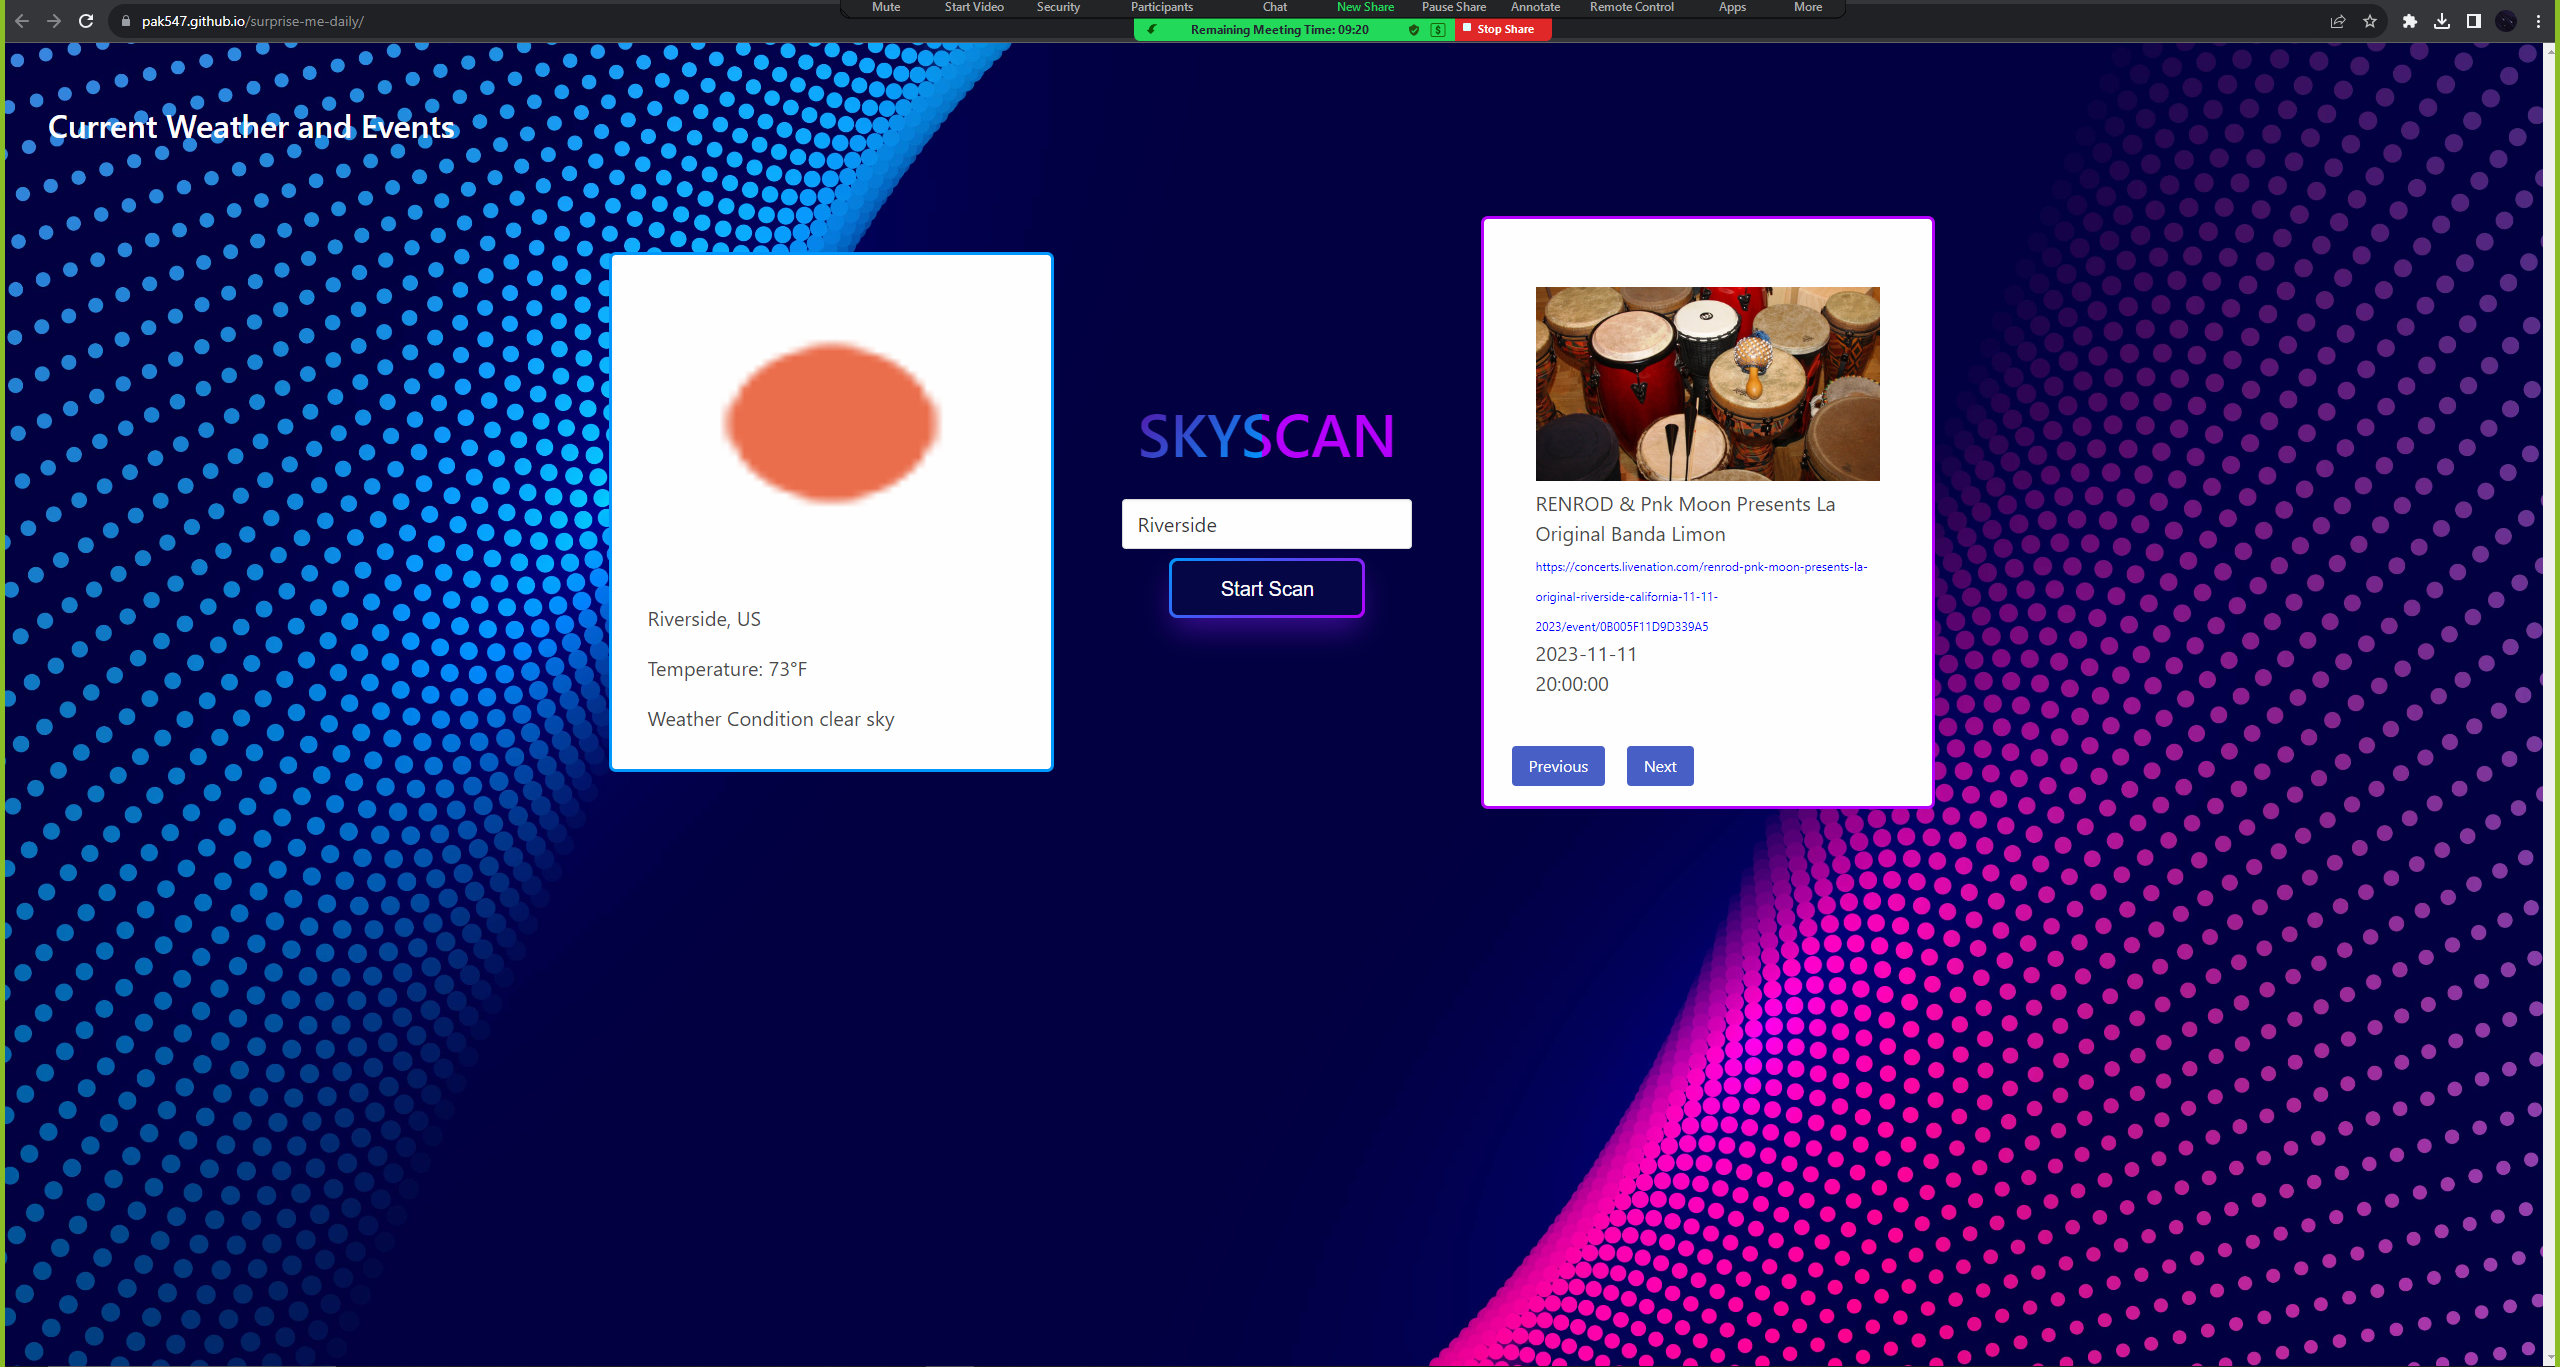 Mute Start Video Security Participants Chat New Share Pause Share Annotate Remote Control Apps More
pak547.github.io/surprise-me-daily/
Remaining Meeting Time: 09:20 Stop Share
Current Weather and Events
Riverside, US
Temperature: 73°F
Weather Condition clear sky
SKYSCAN
Riverside
Start Scan
RENROD & Pnk Moon Presents La
Original Banda Limon
https://concerts.livenation.com/renrod-pnk-moon-presents-la-
original-riverside-california-11-11-
2023/event/0B005F11D9D339A5
2023-11-11
20:00:00
Previous Next